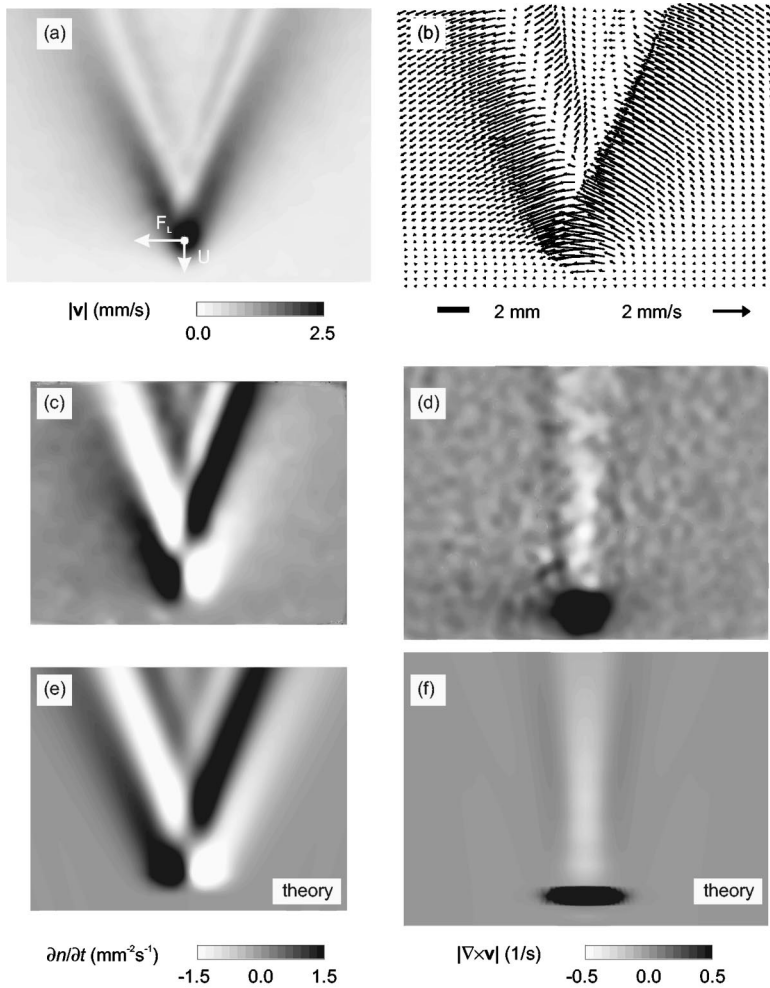 (a)
(b)
F_L
U
|v| (mm/s)
0.0 2.5
2 mm
2 mm/s
(c)
(d)
(e)
(f)
theory
theory
∂n/∂t (mm⁻²s⁻¹)
-1.5 0.0 1.5
|∇×v| (1/s)
-0.5 0.0 0.5